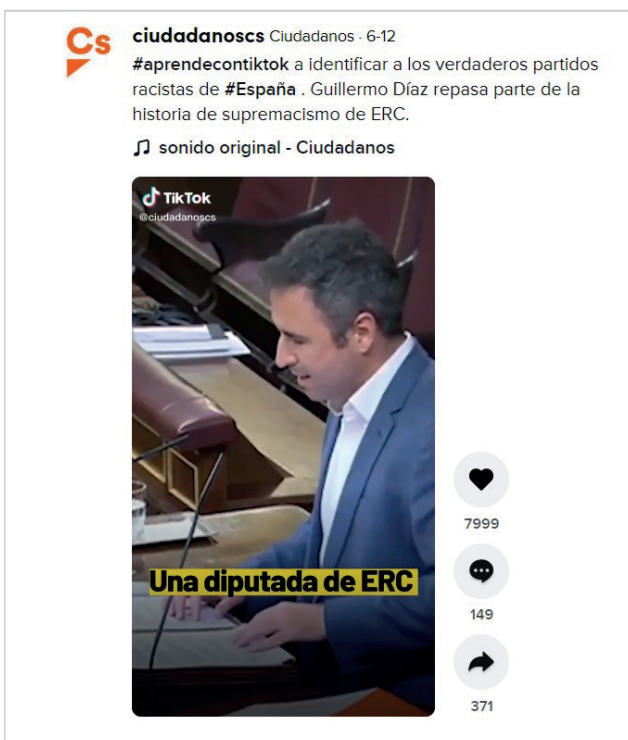 Cs
ciudadanoscs Ciudadanos · 6-12
#aprendecontiktok a identificar a los verdaderos partidos
racistas de #España . Guillermo Díaz repasa parte de la
historia de supremacismo de ERC.
sonido original - Ciudadanos
TikTok
@ciudadanoscs
Una diputada de ERC
7999
149
371